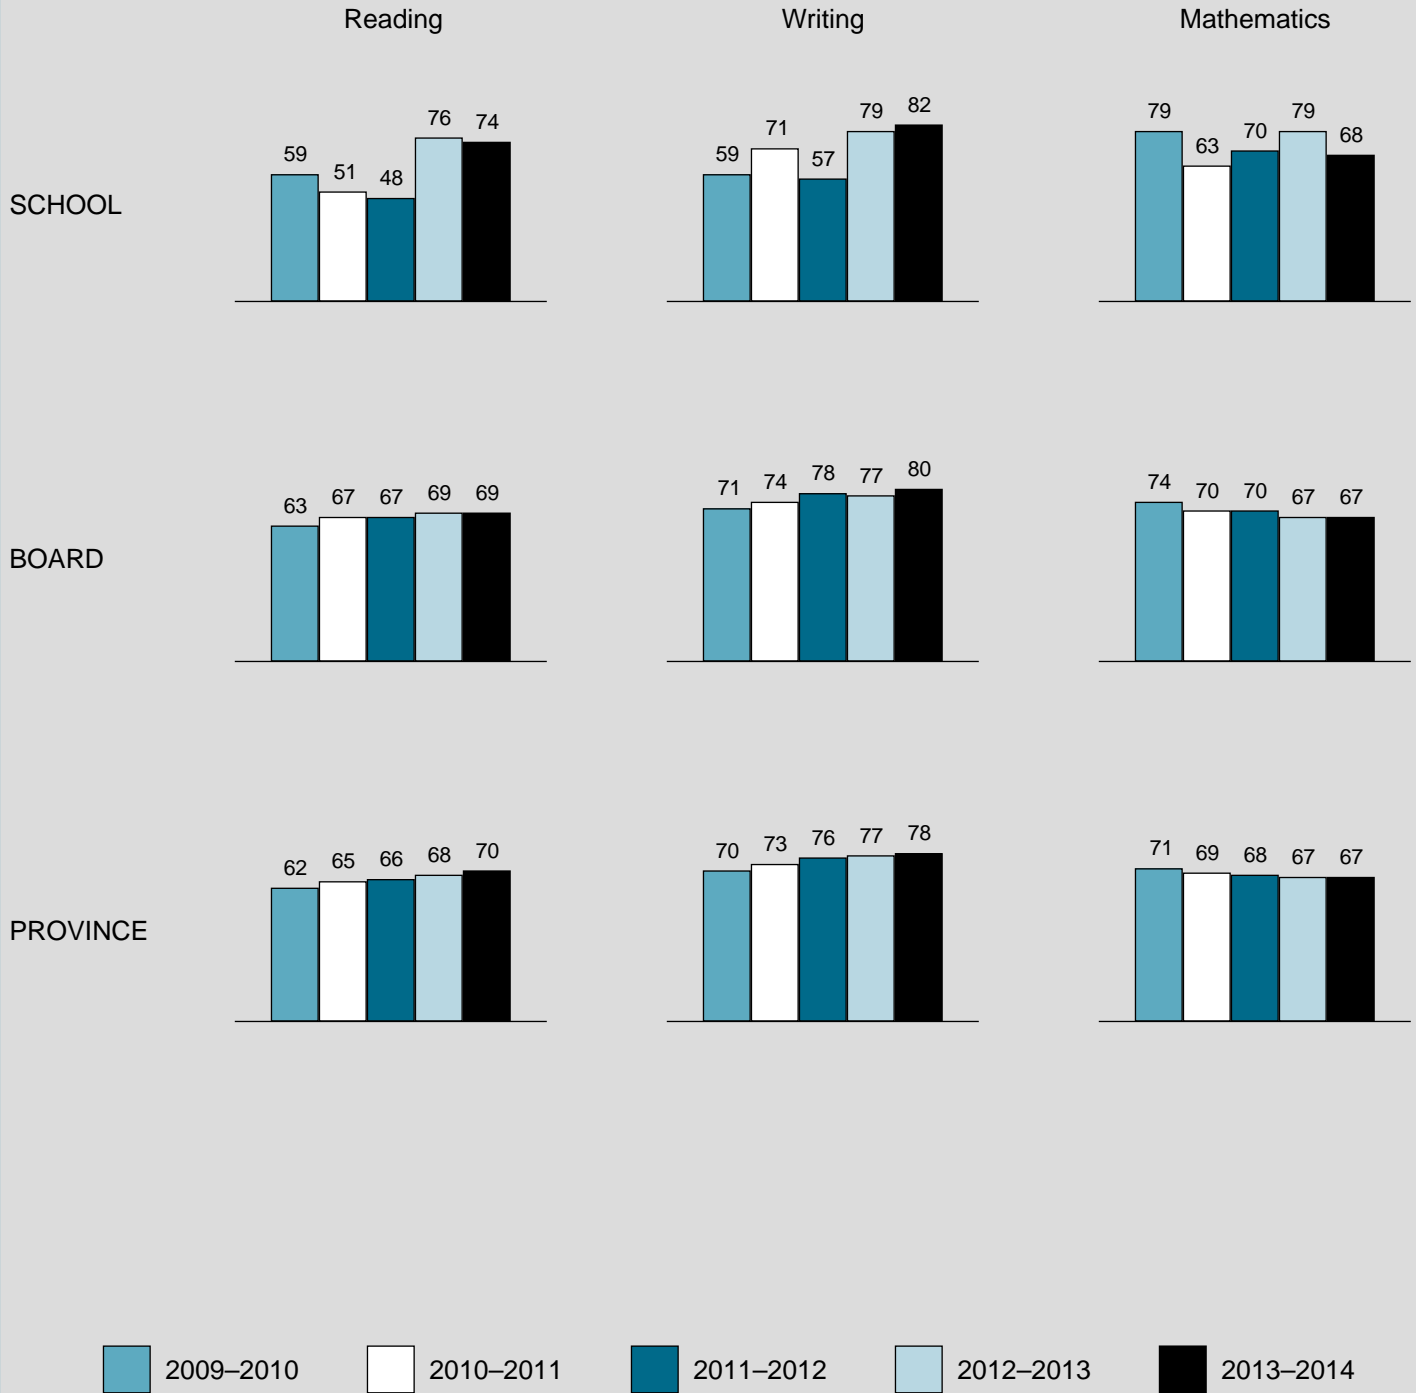 Reading Writing Mathematics
SCHOOL
59 51 48 76 74
59 71 57 79 82
79 63 70 79 68
BOARD
63 67 67 69 69
71 74 78 77 80
74 70 70 67 67
PROVINCE
62 65 66 68 70
70 73 76 77 78
71 69 68 67 67
2009–2010 2010–2011 2011–2012 2012–2013 2013–2014